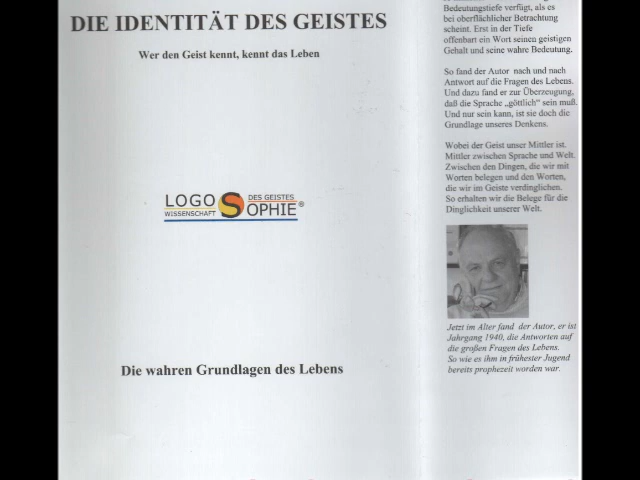 DIE IDENTITÄT DES GEISTES
Wer den Geist kennt, kennt das Leben
LOGO
WISSENSCHAFT
S
DES GEISTES
OPHIE®
Die wahren Grundlagen des Lebens
Bedeutungstiefe verfügt, als es
bei oberflächlicher Betrachtung
scheint. Erst in der Tiefe
offenbart ein Wort seinen geistigen
Gehalt und seine wahre Bedeutung.
So fand der Autor nach und nach
Antwort auf die Fragen des Lebens.
Und dazu fand er zur Überzeugung,
daß die Sprache „göttlich“ sein muß.
Und nur sein kann, ist sie doch die
Grundlage unseres Denkens.
Wobei der Geist unser Mittler ist.
Mittler zwischen Sprache und Welt.
Zwischen den Dingen, die wir mit
Worten belegen und den Worten,
die wir im Geiste verdinglichen.
So erhalten wir die Belege für die
Dinglichkeit unserer Welt.
Jetzt im Alter fand der Autor, er ist
Jahrgang 1940, die Antworten auf
die großen Fragen des Lebens.
So wie es ihm in frühester Jugend
bereits prophezeit worden war.